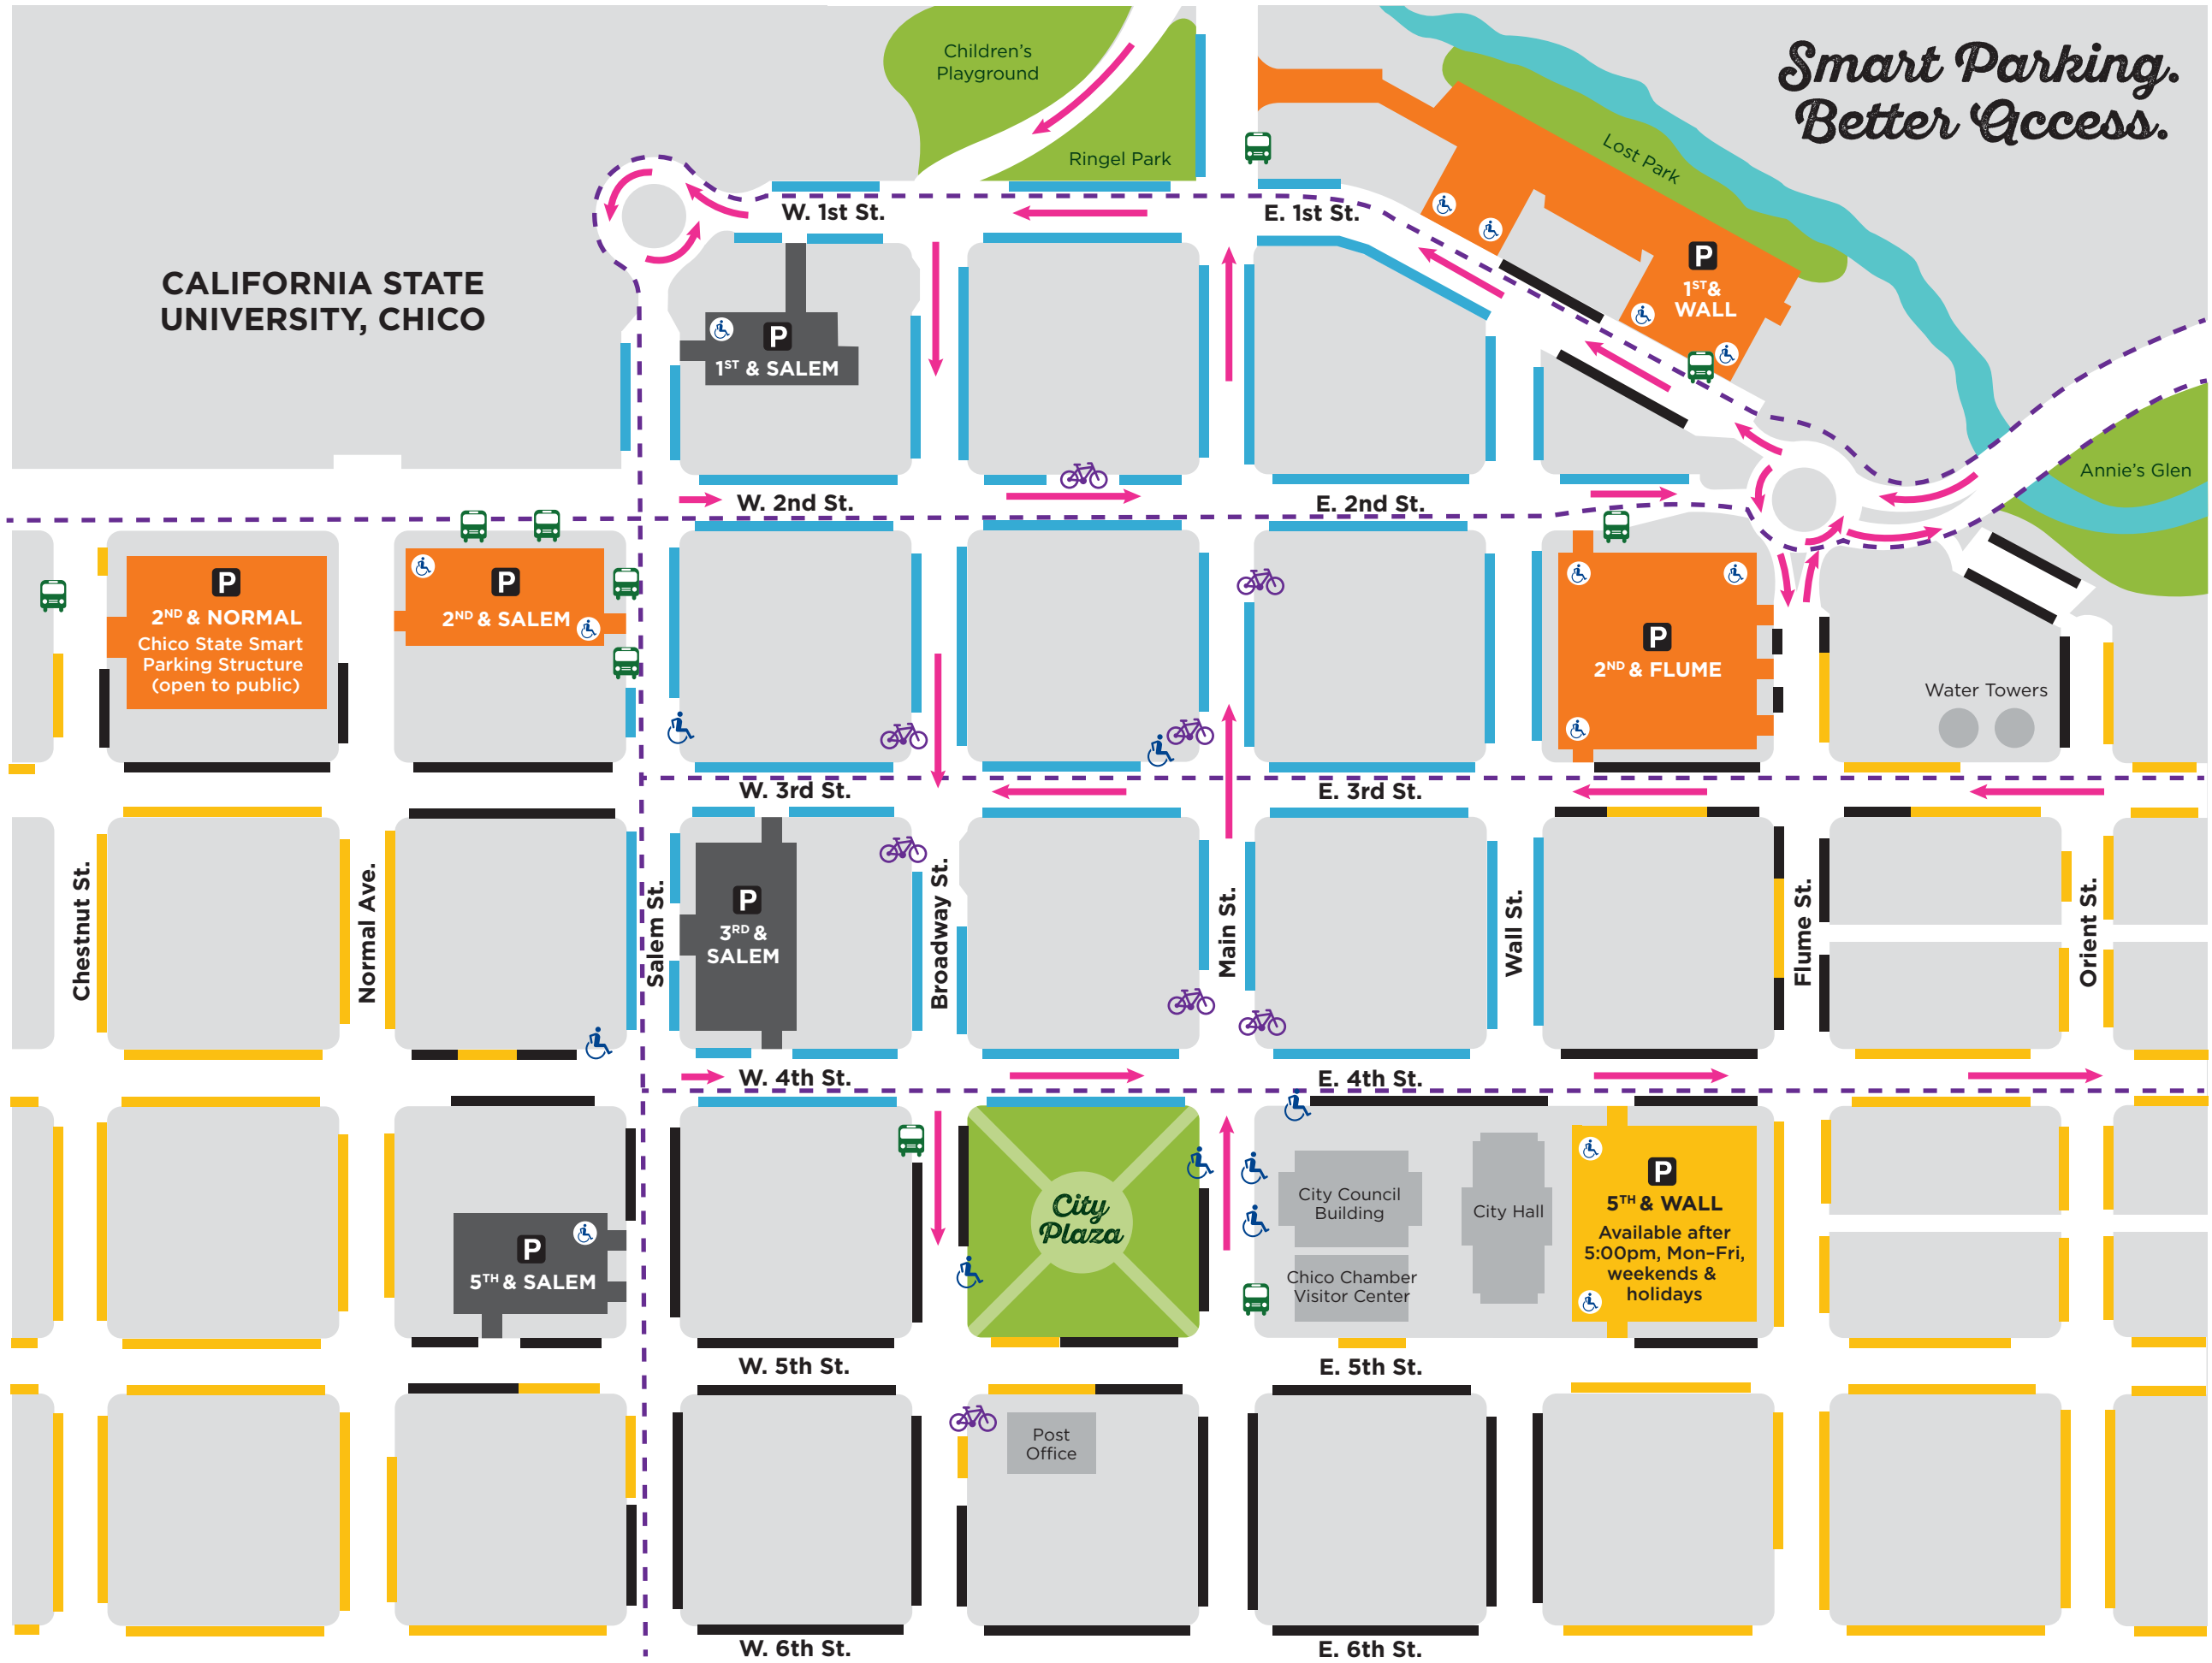 Smart Parking.
Better Access.
Children's
Playground
Ringel Park
Lost Park
W. 1st St.
E. 1st St.
CALIFORNIA STATE
UNIVERSITY, CHICO
P
1ST &
WALL
P
1ST & SALEM
Annie's Glen
W. 2nd St.
E. 2nd St.
P
2ND & NORMAL
Chico State Smart
Parking Structure
(open to public)
P
2ND & SALEM
P
2ND & FLUME
Water Towers
W. 3rd St.
E. 3rd St.
Chestnut St.
Normal Ave.
Salem St.
P
3RD &
SALEM
Broadway St.
Main St.
Wall St.
Flume St.
Orient St.
W. 4th St.
E. 4th St.
City
Plaza
City Council
Building
City Hall
Chico Chamber
Visitor Center
P
5TH & WALL
Available after
5:00pm, Mon–Fri,
weekends &
holidays
P
5TH & SALEM
W. 5th St.
E. 5th St.
Post
Office
W. 6th St.
E. 6th St.